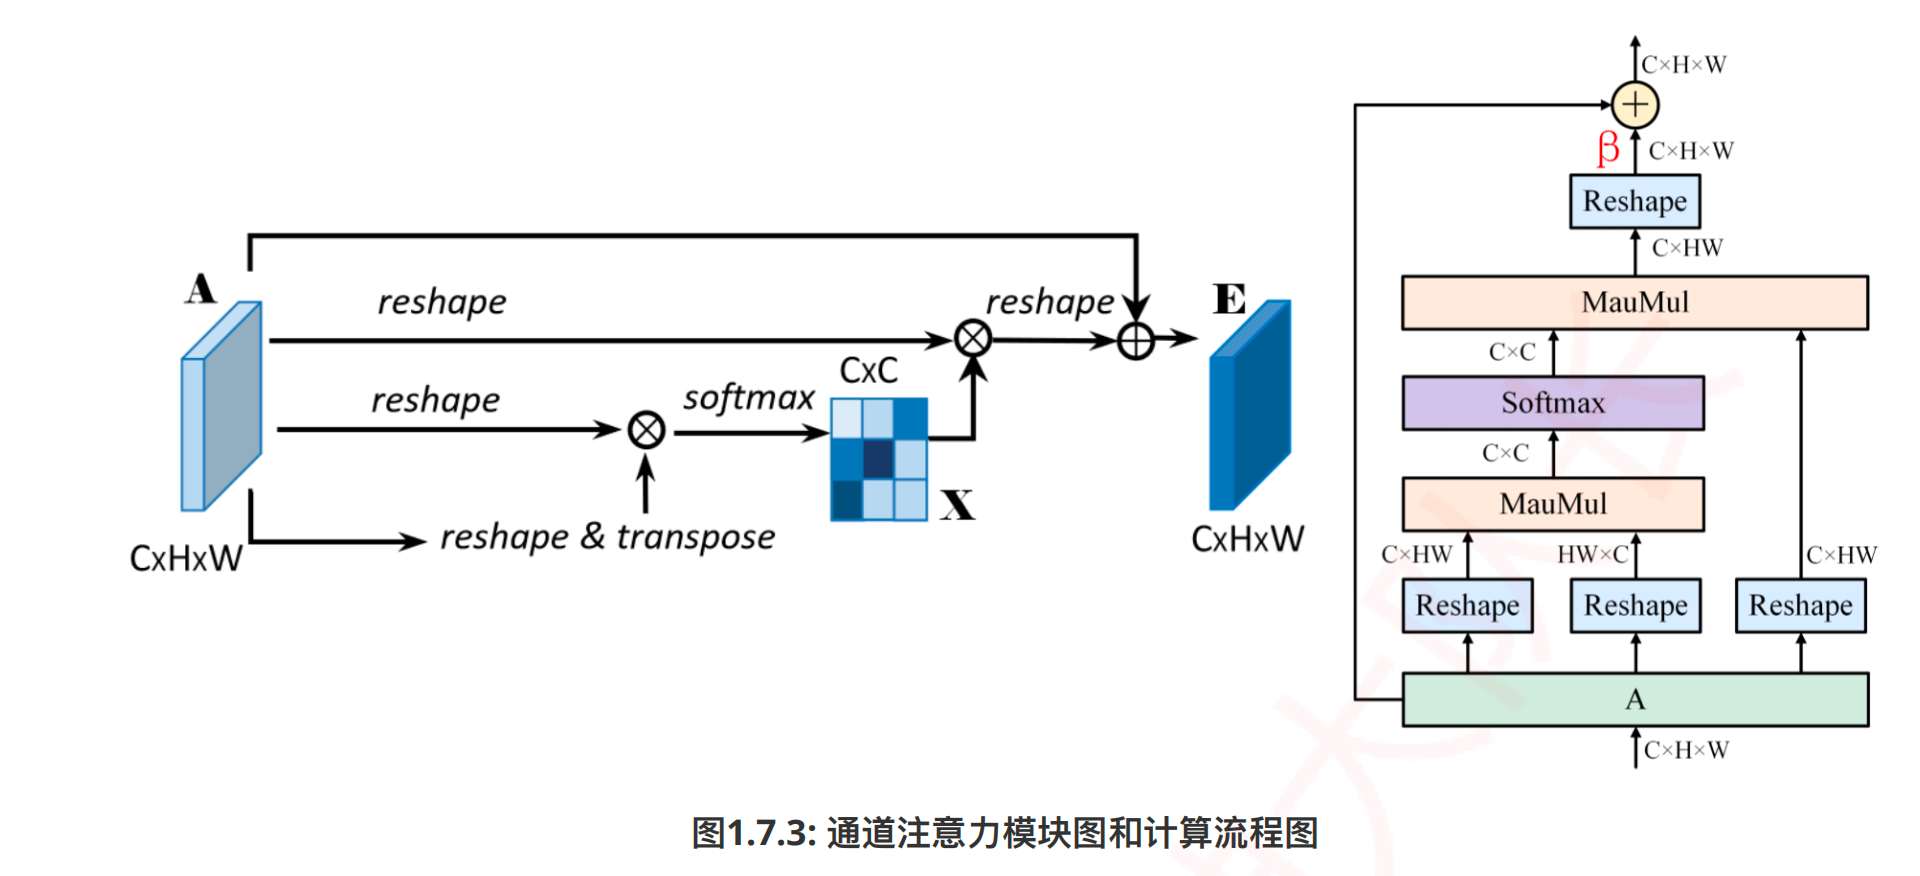 A
reshape
reshape
E
CxC
reshape
softmax
X
reshape & transpose
CxHxW
CxHxW
C×H×W
+
β
C×H×W
Reshape
C×HW
MauMul
C×C
Softmax
C×C
MauMul
C×HW
HW×C
C×HW
Reshape
Reshape
Reshape
A
C×H×W
图1.7.3: 通道注意力模块图和计算流程图